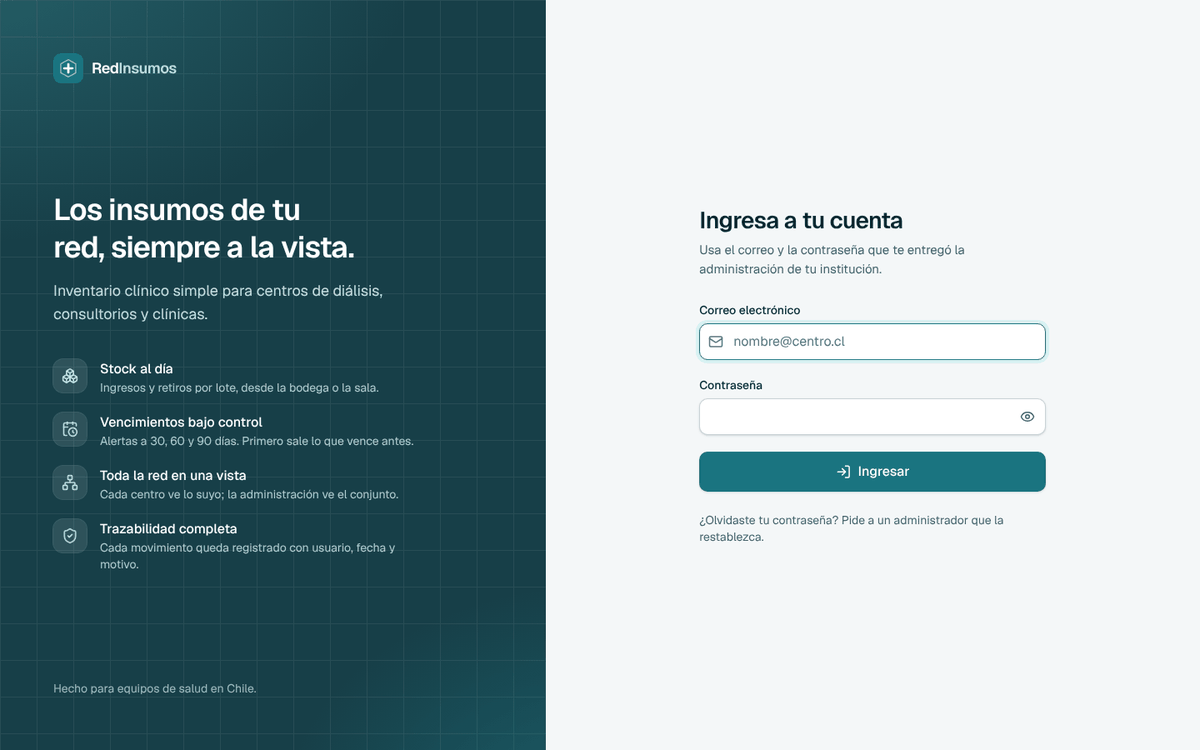 RedInsumos
Los insumos de tu
red, siempre a la vista.
Inventario clínico simple para centros de diálisis,
consultorios y clínicas.
Stock al día
Ingresos y retiros por lote, desde la bodega o la sala.
Vencimientos bajo control
Alertas a 30, 60 y 90 días. Primero sale lo que vence antes.
Toda la red en una vista
Cada centro ve lo suyo; la administración ve el conjunto.
Trazabilidad completa
Cada movimiento queda registrado con usuario, fecha y
motivo.
Hecho para equipos de salud en Chile.
Ingresa a tu cuenta
Usa el correo y la contraseña que te entregó la
administración de tu institución.
Correo electrónico
nombre@centro.cl
Contraseña
Ingresar
¿Olvidaste tu contraseña? Pide a un administrador que la
restablezca.